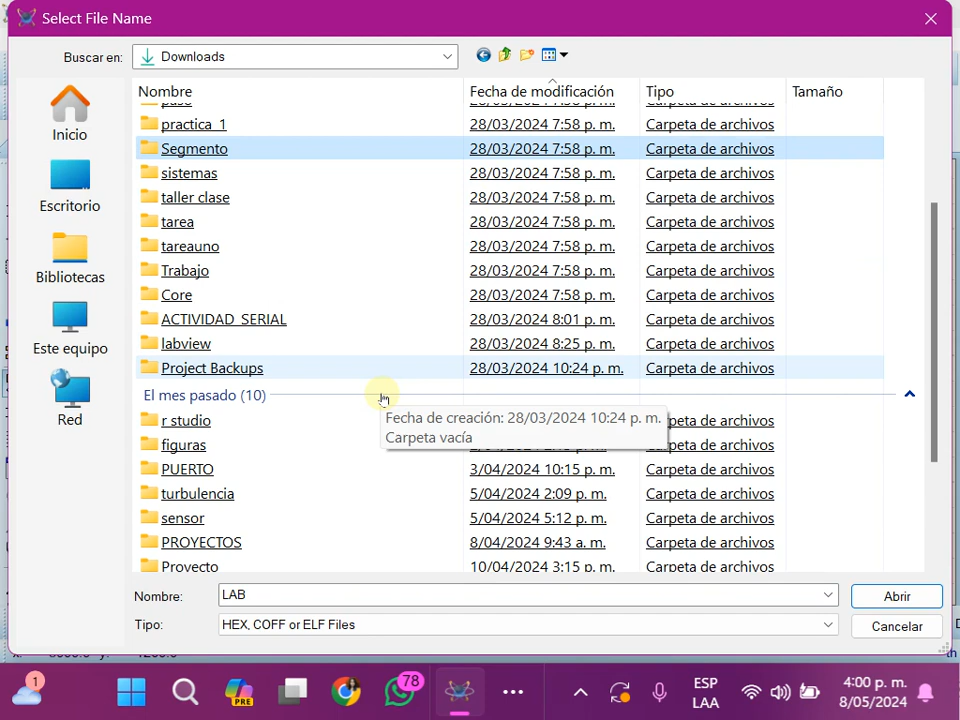 Select File Name
Buscar en: Downloads
Nombre Fecha de modificación Tipo Tamaño
practica_1 28/03/2024 7:58 p. m. Carpeta de archivos
Segmento 28/03/2024 7:58 p. m. Carpeta de archivos
sistemas 28/03/2024 7:58 p. m. Carpeta de archivos
taller clase 28/03/2024 7:58 p. m. Carpeta de archivos
tarea 28/03/2024 7:58 p. m. Carpeta de archivos
tareauno 28/03/2024 7:58 p. m. Carpeta de archivos
Trabajo 28/03/2024 7:58 p. m. Carpeta de archivos
Core 28/03/2024 7:58 p. m. Carpeta de archivos
ACTIVIDAD_SERIAL 28/03/2024 8:01 p. m. Carpeta de archivos
labview 28/03/2024 8:25 p. m. Carpeta de archivos
Project Backups 28/03/2024 10:24 p. m. Carpeta de archivos
El mes pasado (10)
Fecha de creación: 28/03/2024 10:24 p. m.
Carpeta vacía
r studio de archivos
figuras de archivos
PUERTO 3/04/2024 10:15 p. m. Carpeta de archivos
turbulencia 5/04/2024 2:09 p. m. Carpeta de archivos
sensor 5/04/2024 5:12 p. m. Carpeta de archivos
PROYECTOS 8/04/2024 9:43 a. m. Carpeta de archivos
Proyecto 10/04/2024 3:15 p. m. Carpeta de archivos
Inicio
Escritorio
Bibliotecas
Este equipo
Red
Nombre: LAB Abrir
Tipo: HEX, COFF or ELF Files Cancelar
1
PRE
78
ESP
LAA
4:00 p. m.
8/05/2024